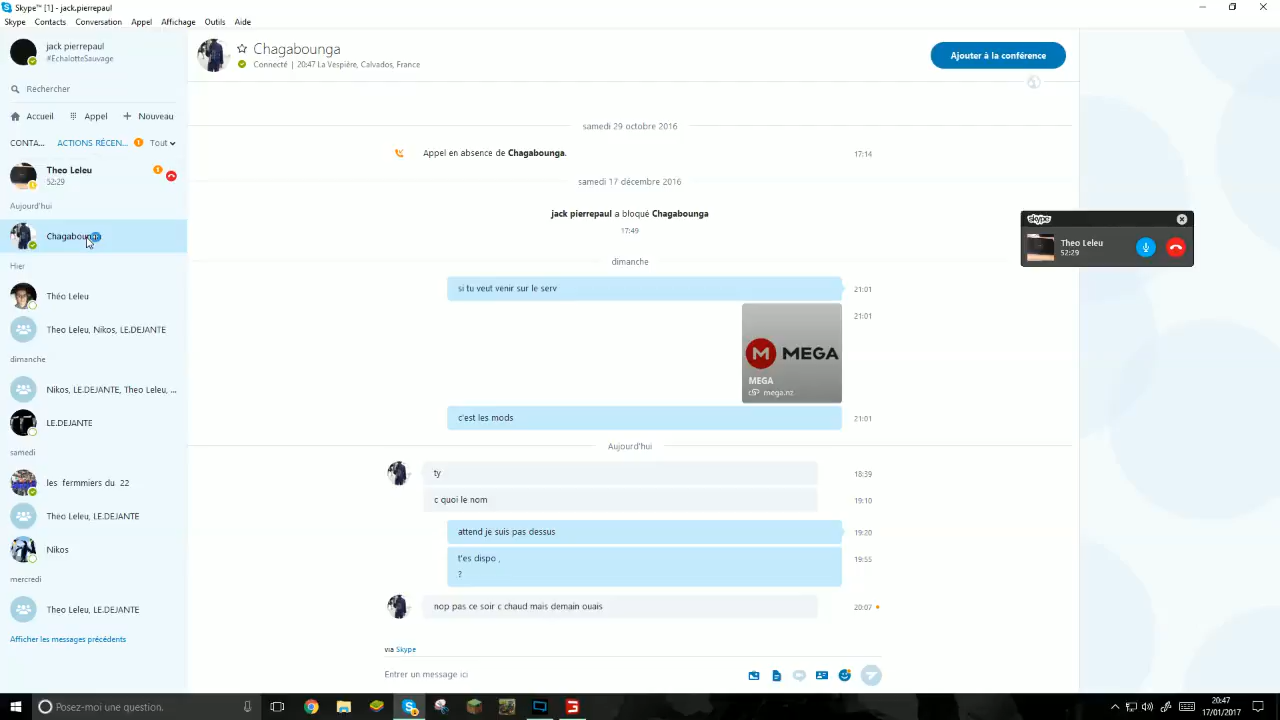 Skype™ [1] - jack.pierrepaul
Skype Contacts Conversation Appel Affichage Outils Aide
jack pierrepaul
#EchalotteSauvage
Rechercher
Accueil Appel Nouveau
CONTA... ACTIONS RÉCEN... Tout
Theo Leleu
52:29
Aujourd'hui
Chagabounga
Hier
Théo Leleu
Theo Leleu, Nikos, LE.DEJANTE
dimanche
Nikos, LE.DEJANTE, Theo Leleu, ...
LE.DEJANTE
samedi
les fermmiers du 22
Theo Leleu, LE.DEJANTE
Nikos
mercredi
Theo Leleu, LE.DEJANTE
Afficher les messages précédents
Chagabounga
Connecté | 20:47 La Vespière, Calvados, France
Ajouter à la conférence
samedi 29 octobre 2016
Appel en absence de Chagabounga. 17:14
samedi 17 décembre 2016
jack pierrepaul a bloqué Chagabounga
17:49
dimanche
si tu veut venir sur le serv 21:01
21:01
M MEGA
MEGA
mega.nz
c'est les mods 21:01
Aujourd'hui
ty 18:39
c quoi le nom 19:10
attend je suis pas dessus 19:20
t'es dispo , 19:55
?
nop pas ce soir c chaud mais demain ouais 20:07
via Skype
Entrer un message ici
skype
Theo Leleu
52:29
Posez-moi une question.
20:47
17/01/2017